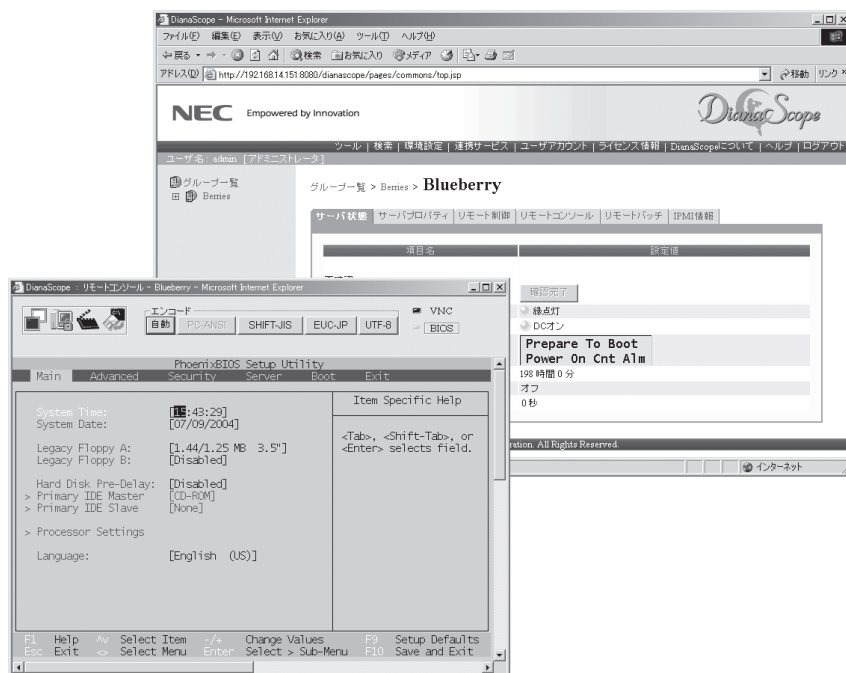 DianaScope - Microsoft Internet Explorer
ファイル(F) 編集(E) 表示(V) お気に入り(A) ツール(T) ヘルプ(H)
戻る 検索 お気に入り メディア
アドレス(D) http://192.168.14.151:8080/dianascope/pages/commons/top.jsp 移動 リンク
NEC Empowered by Innovation DianaScope
ツール | 検索 | 環境設定 | 連携サービス | ユーザアカウント | ライセンス情報 | DianaScopeについて | ヘルプ | ログアウト
ユーザ名: admin [アドミニストレータ]
グループ一覧
Berries
グループ一覧 > Berries > Blueberry
サーバ状態 サーバプロパティ リモート制御 リモートコンソール リモートバッチ IPMI情報
項目名 設定値
確認完了
緑点灯
DCオン
Prepare To Boot
Power On Cnt Alm
198 時間 0 分
オフ
0 秒
ration. All Rights Reserved.
インターネット
DianaScope : リモートコンソール - Blueberry - Microsoft Internet Explorer
エンコード
自動 PC-ANSI SHIFT-JIS EUC-JP UTF-8
VNC
BIOS
PhoenixBIOS Setup Utility
Main Advanced Security Server Boot Exit
Item Specific Help
System Time: [15:43:29]
System Date: [07/09/2004]
<Tab>, <Shift-Tab>, or
<Enter> selects field.
Legacy Floppy A: [1.44/1.25 MB 3.5"]
Legacy Floppy B: [Disabled]
Hard Disk Pre-Delay: [Disabled]
> Primary IDE Master [CD-ROM]
> Primary IDE Slave [None]
> Processor Settings
Language: [English (US)]
F1 Help ^v Select Item -/+ Change Values F9 Setup Defaults
Esc Exit <> Select Menu Enter Select > Sub-Menu F10 Save and Exit